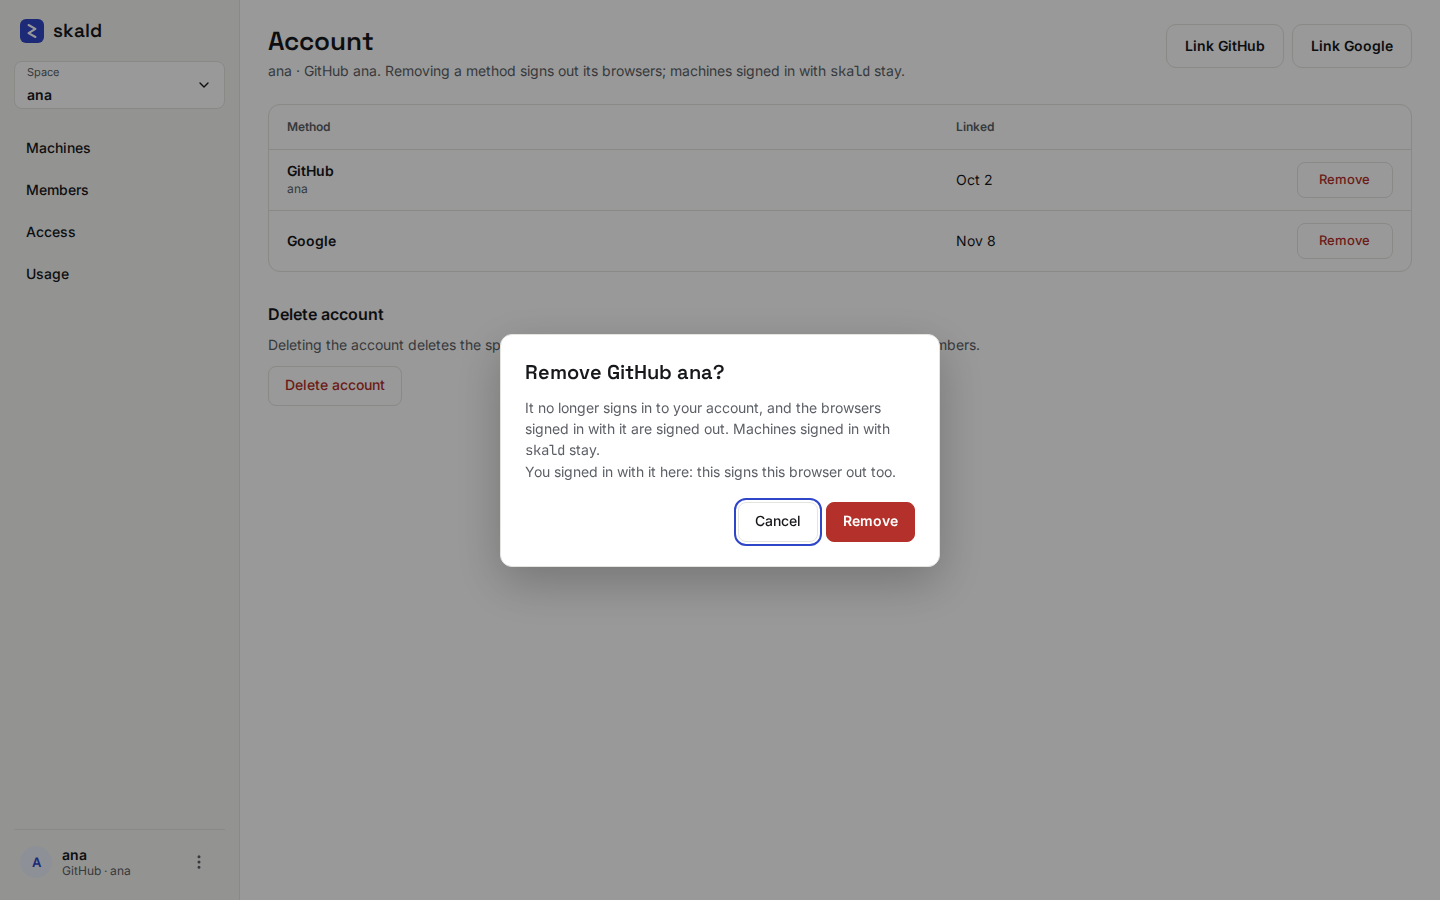 skald
Space
ana
Machines
Members
Access
Usage
ana
GitHub · ana
A
Account
ana · GitHub ana. Removing a method signs out its browsers; machines signed in with skald stay.
Link GitHub
Link Google
Method
Linked
GitHub
ana
Oct 2
Remove
Google
Nov 8
Remove
Delete account
Deleting the account deletes the sp
mbers.
Delete account
Remove GitHub ana?
It no longer signs in to your account, and the browsers
signed in with it are signed out. Machines signed in with
skald stay.
You signed in with it here: this signs this browser out too.
Cancel
Remove